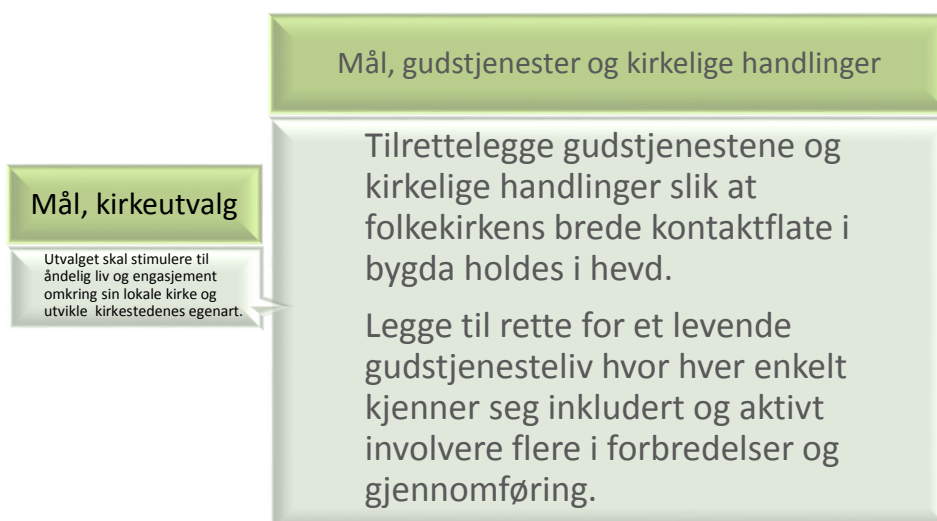 Mål, gudstjenester og kirkelige handlinger
Tilrettelegge gudstjenestene og
kirkelige handlinger slik at
folkekirkens brede kontaktflate i
bygda holdes i hevd.
Legge til rette for et levende
gudstjenesteliv hvor hver enkelt
kjenner seg inkludert og aktivt
involvere flere i forbredelser og
gjennomføring.
Mål, kirkeutvalg
Utvalget skal stimulere til
åndelig liv og engasjement
omkring sin lokale kirke og
utvikle kirkestedenes egenart.